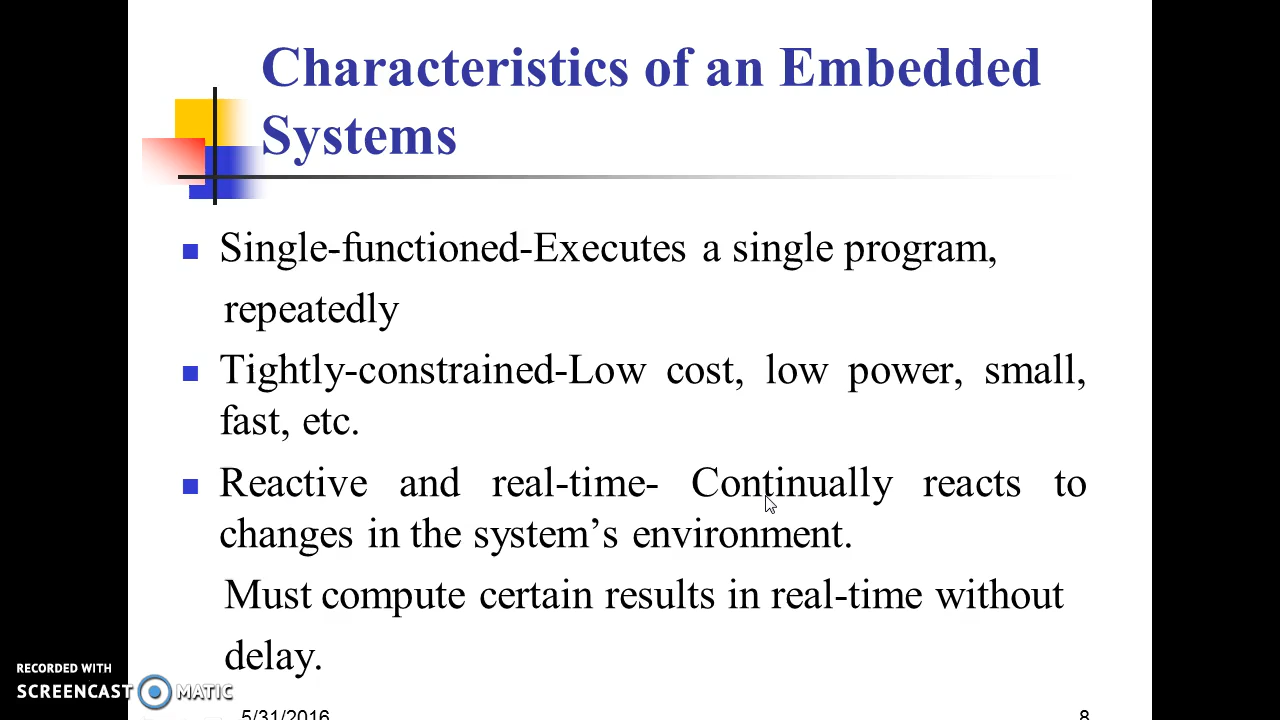 Characteristics of an Embedded
Systems
Single-functioned-Executes a single program,
repeatedly
Tightly-constrained-Low cost, low power, small,
fast, etc.
Reactive and real-time- Continually reacts to
changes in the system’s environment.
Must compute certain results in real-time without
delay.
RECORDED WITH
SCREENCAST MATIC
5/31/2016
8